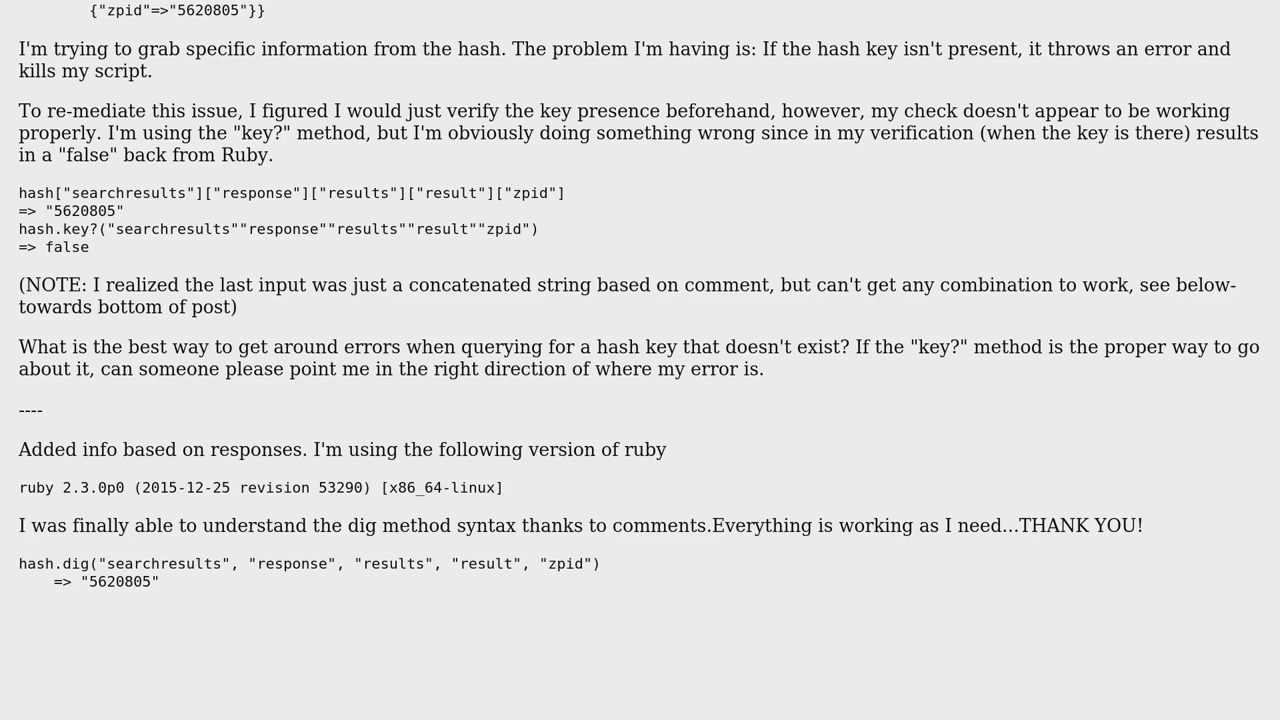 {"zpid"=>"5620805"}}
I'm trying to grab specific information from the hash. The problem I'm having is: If the hash key isn't present, it throws an error and
kills my script.
To re-mediate this issue, I figured I would just verify the key presence beforehand, however, my check doesn't appear to be working
properly. I'm using the "key?" method, but I'm obviously doing something wrong since in my verification (when the key is there) results
in a "false" back from Ruby.
hash["searchresults"]["response"]["results"]["result"]["zpid"]
=> "5620805"
hash.key?("searchresults""response""results""result""zpid")
=> false
(NOTE: I realized the last input was just a concatenated string based on comment, but can't get any combination to work, see below-
towards bottom of post)
What is the best way to get around errors when querying for a hash key that doesn't exist? If the "key?" method is the proper way to go
about it, can someone please point me in the right direction of where my error is.
----
Added info based on responses. I'm using the following version of ruby
ruby 2.3.0p0 (2015-12-25 revision 53290) [x86_64-linux]
I was finally able to understand the dig method syntax thanks to comments.Everything is working as I need...THANK YOU!
hash.dig("searchresults", "response", "results", "result", "zpid")
=> "5620805"